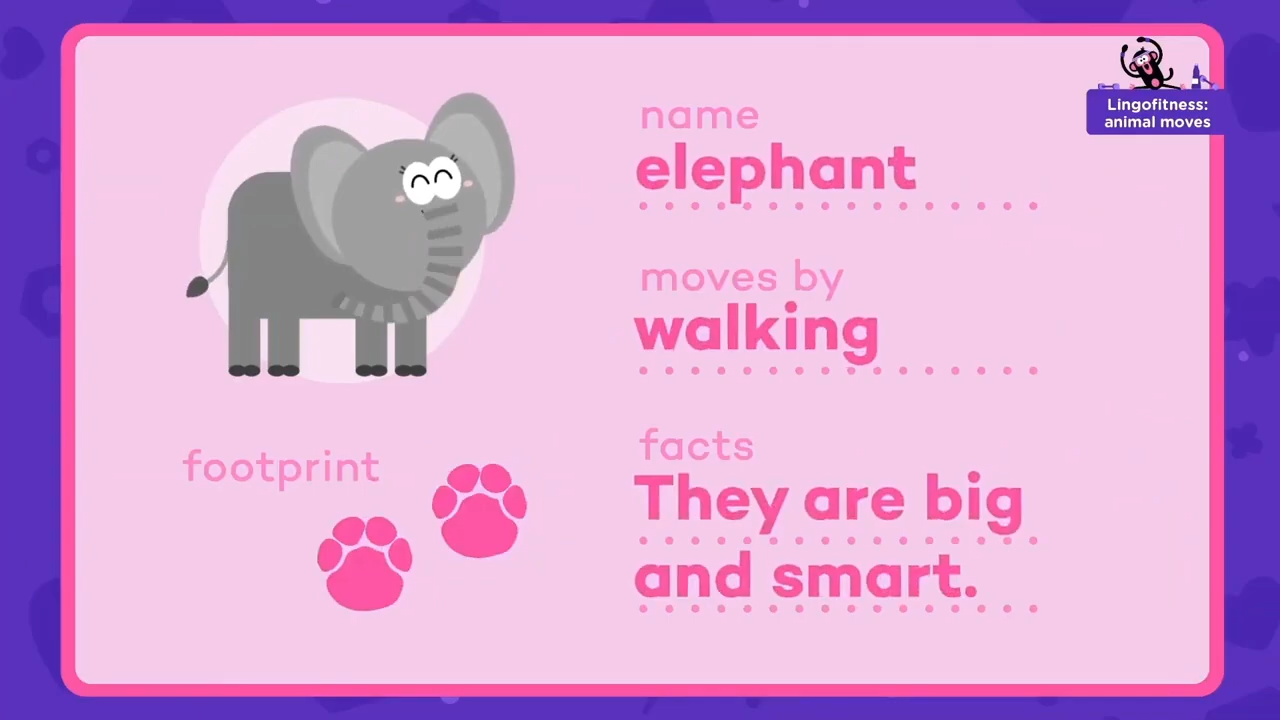 Lingofitness:
animal moves
name
elephant
moves by
walking
footprint
facts
They are big
and smart.